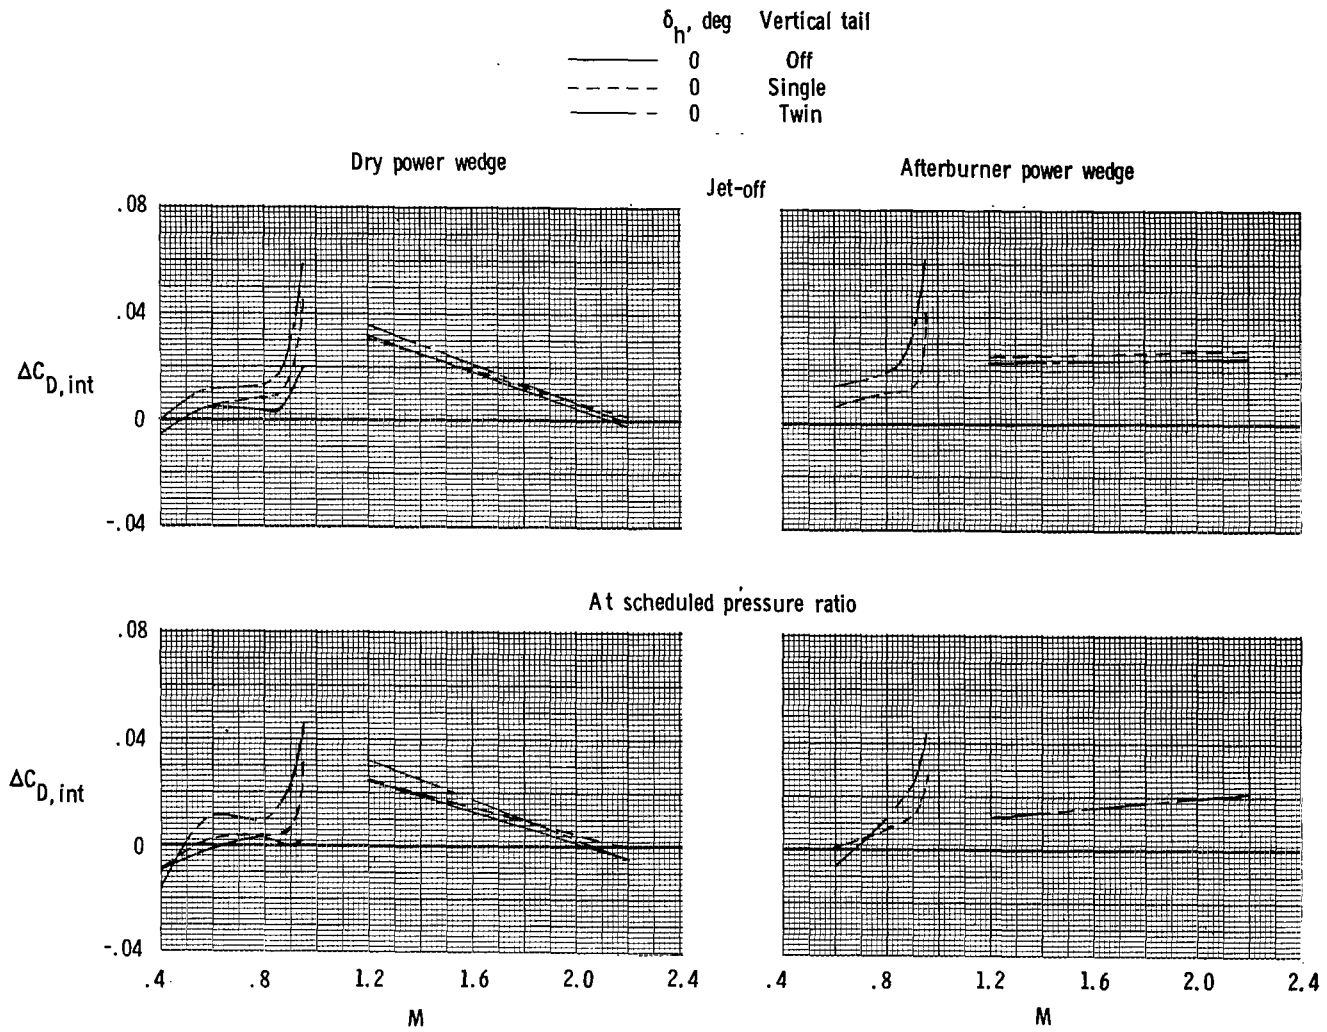 δh, deg Vertical tail
0 Off
0 Single
0 Twin
Dry power wedge
Jet-off
Afterburner power wedge
.08
.04
ΔCD,int
0
-.04
At scheduled pressure ratio
.08
.04
ΔCD,int
0
-.04
.4 .8 1.2 1.6 2.0 2.4
.4 .8 1.2 1.6 2.0 2.4
M
M